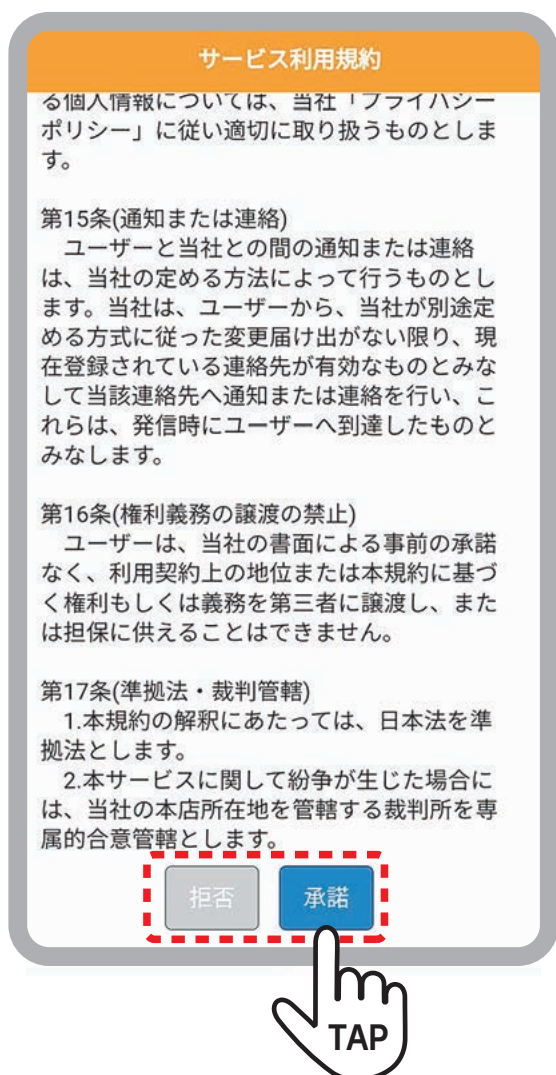 サービス利用規約
る個人情報については、当社「プライバシー
ポリシー」に従い適切に取り扱うものとしま
す。
第15条(通知または連絡)
　ユーザーと当社との間の通知または連絡
は、当社の定める方法によって行うものとし
ます。当社は、ユーザーから、当社が別途定
める方式に従った変更届け出がない限り、現
在登録されている連絡先が有効なものとみな
して当該連絡先へ通知または連絡を行い、こ
れらは、発信時にユーザーへ到達したものと
みなします。
第16条(権利義務の譲渡の禁止)
　ユーザーは、当社の書面による事前の承諾
なく、利用契約上の地位または本規約に基づ
く権利もしくは義務を第三者に譲渡し、また
は担保に供えることはできません。
第17条(準拠法・裁判管轄)
　1.本規約の解釈にあたっては、日本法を準
拠法とします。
　2.本サービスに関して紛争が生じた場合に
は、当社の本店所在地を管轄する裁判所を専
属的合意管轄とします。
拒否 承諾
TAP